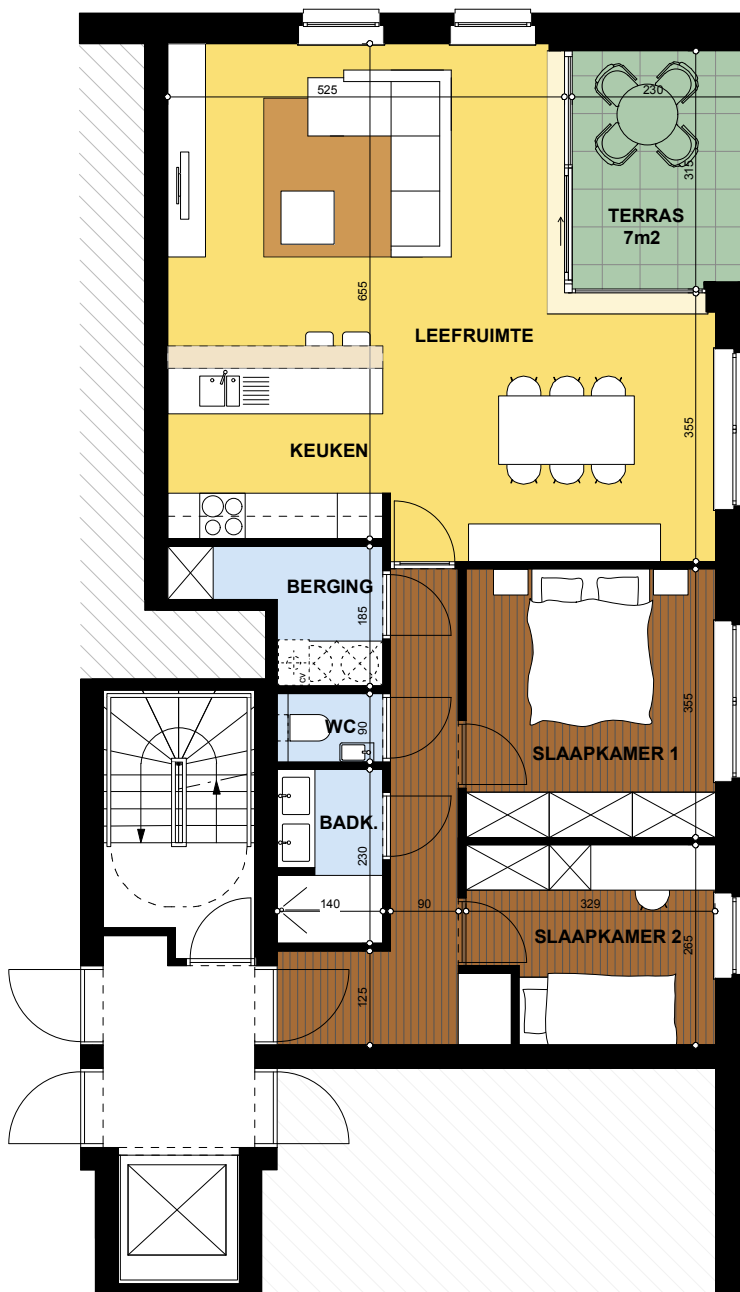 525
230
315
TERRAS
7m2
655
LEEFRUIMTE
355
KEUKEN
BERGING
185
CV
WC
90
355
SLAAPKAMER 1
BADK.
230
140
90
329
SLAAPKAMER 2
265
125